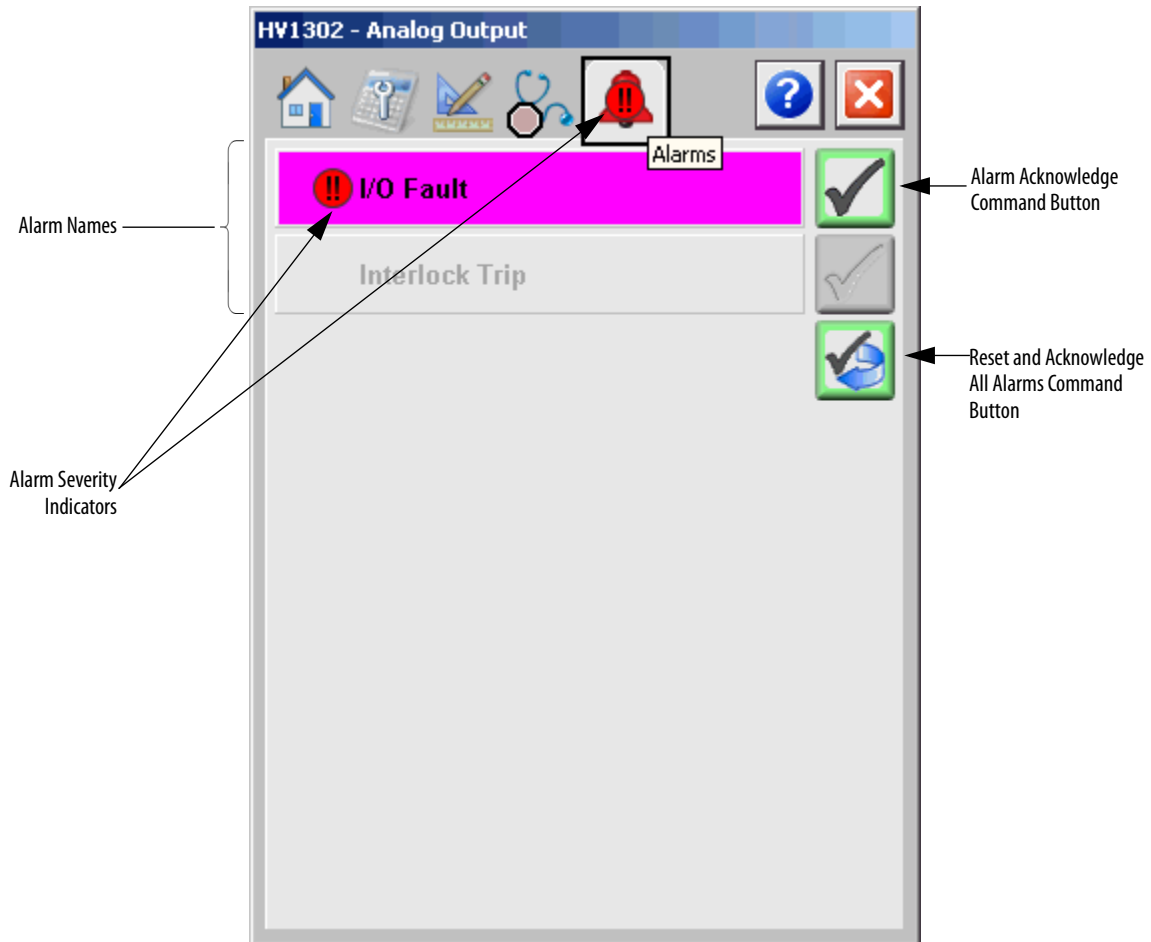 HV1302 - Analog Output
!!
?
Alarms
!! I/O Fault
Interlock Trip
Alarm Names
Alarm Acknowledge
Command Button
Reset and Acknowledge
All Alarms Command
Button
Alarm Severity
Indicators